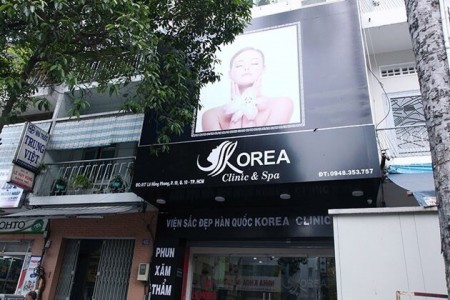 KOREA
Clinic & Spa
ĐT: 0948.353.757
VIỆN SẮC ĐẸP HÀN QUỐC KOREA CLINIC
PHUN
XĂM
THẨM
TRUNG
VIỆT
OHTO